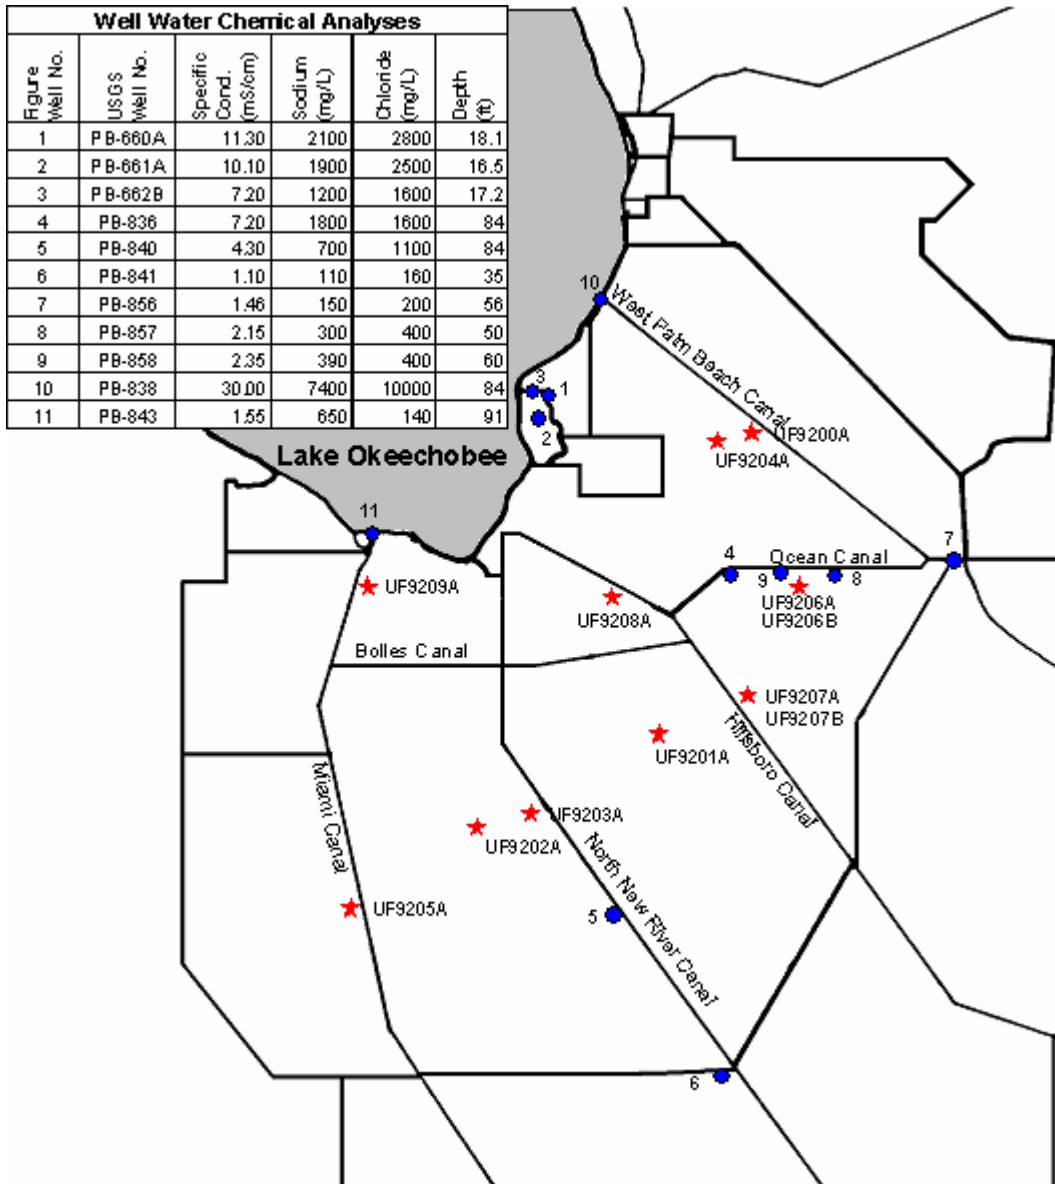 Well Water Chemical Analyses
Figure Well No. USGS Well No. Specific Cond. (mS/cm) Sodium (mg/L) Chloride (mg/L) Depth (ft)
1 PB-660A 11.30 2100 2800 18.1
2 PB-661A 10.10 1900 2500 16.5
3 PB-662B 7.20 1200 1600 17.2
4 PB-836 7.20 1800 1600 84
5 PB-840 4.30 700 1100 84
6 PB-841 1.10 110 160 35
7 PB-856 1.46 150 200 56
8 PB-857 2.15 300 400 50
9 PB-858 2.35 390 400 60
10 PB-838 30.00 7400 10000 84
11 PB-843 1.55 650 140 91
10
West Palm Beach Canal
3
1
2
UF9200A
UF9204A
Lake Okeechobee
11
4
Ocean Canal
7
9
8
UF9206A
UF9206B
UF9209A
UF9208A
Bolles Canal
UF9207A
UF9207B
UF9201A
Hillsboro Canal
Miami Canal
UF9203A
UF9202A
North New River Canal
UF9205A
5
6